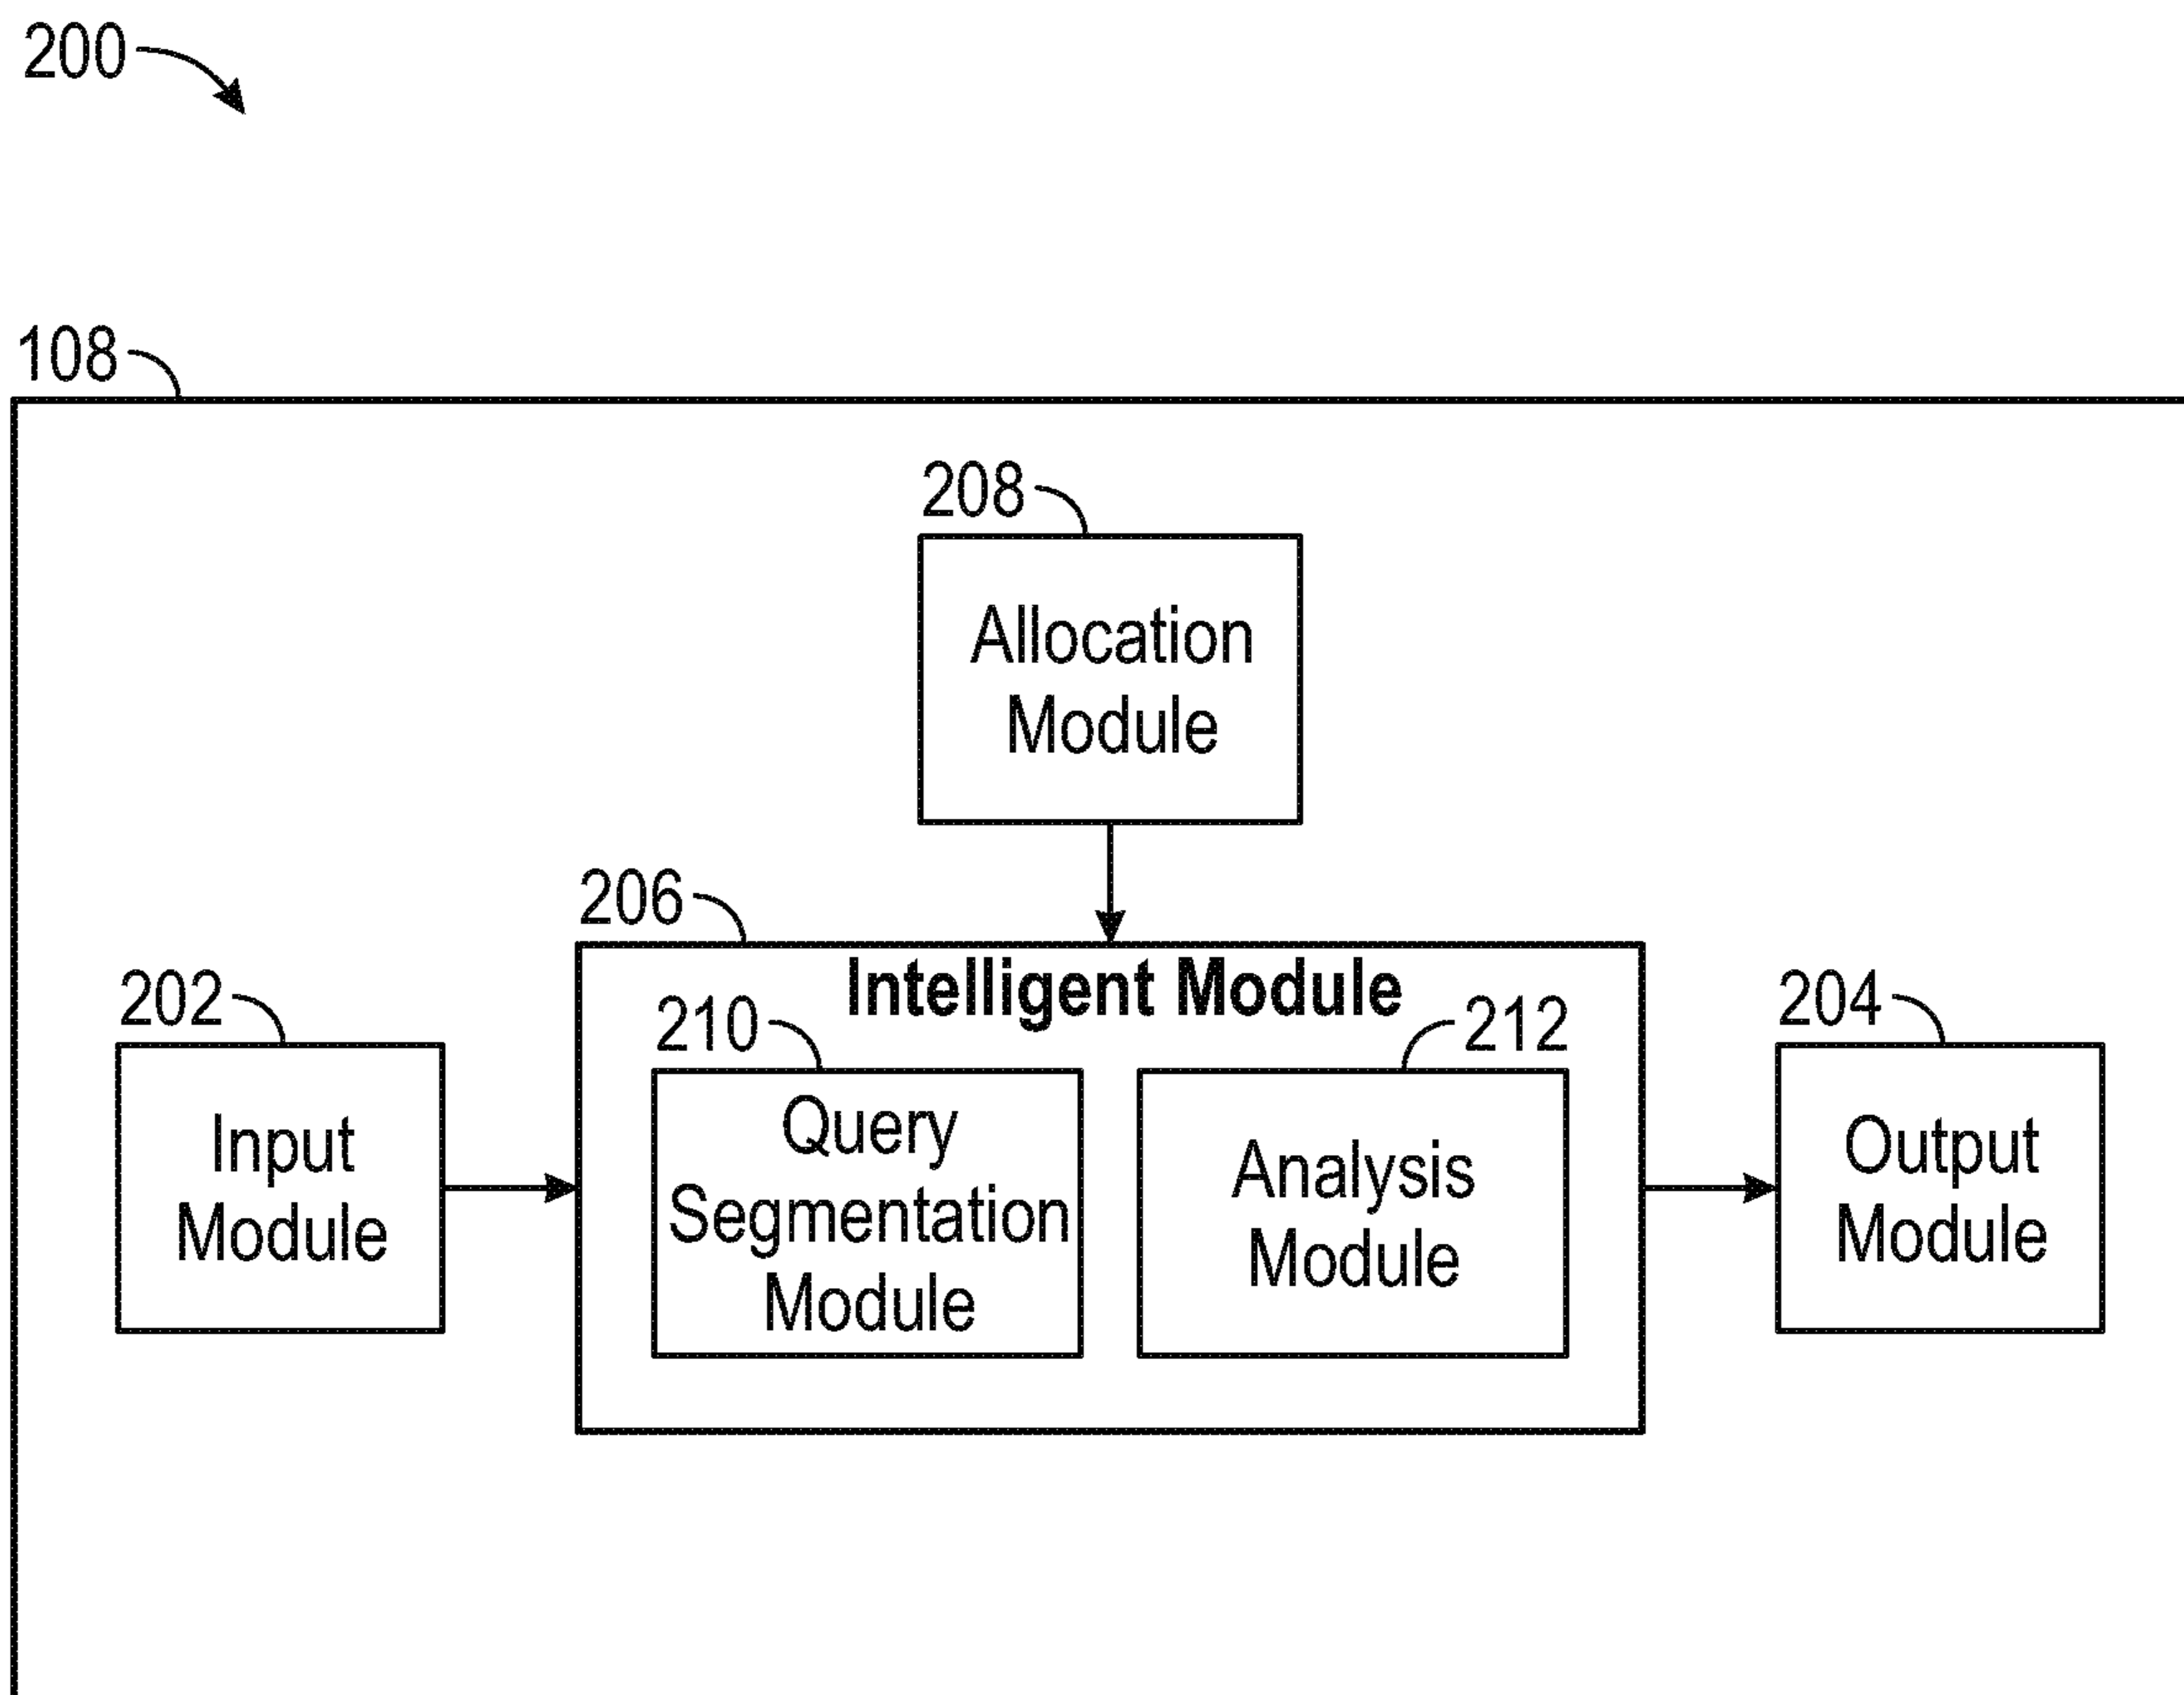 200
108
208
Allocation
Module
206
Intelligent Module
202
Input
Module
210
Query
Segmentation
Module
212
Analysis
Module
204
Output
Module